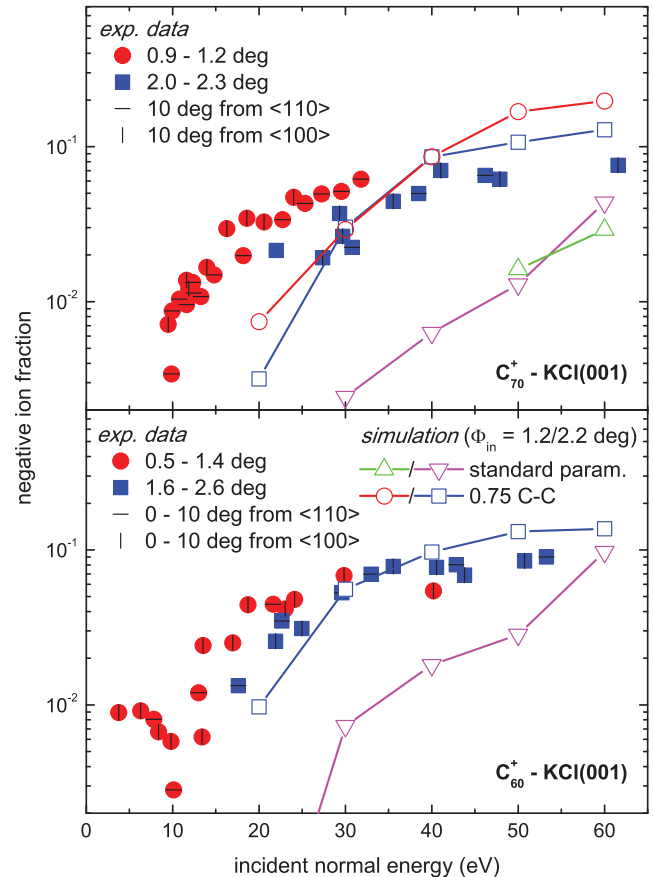 exp. data
0.9 - 1.2 deg
2.0 - 2.3 deg
10 deg from <110>
10 deg from <100>
10⁻¹
10⁻²
C₇₀⁺ - KCl(001)
negative ion fraction
exp. data
0.5 - 1.4 deg
1.6 - 2.6 deg
0 - 10 deg from <110>
0 - 10 deg from <100>
simulation (Φin = 1.2/2.2 deg)
/ standard param.
/ 0.75 C-C
10⁻¹
10⁻²
C₆₀⁺ - KCl(001)
0 10 20 30 40 50 60
incident normal energy (eV)